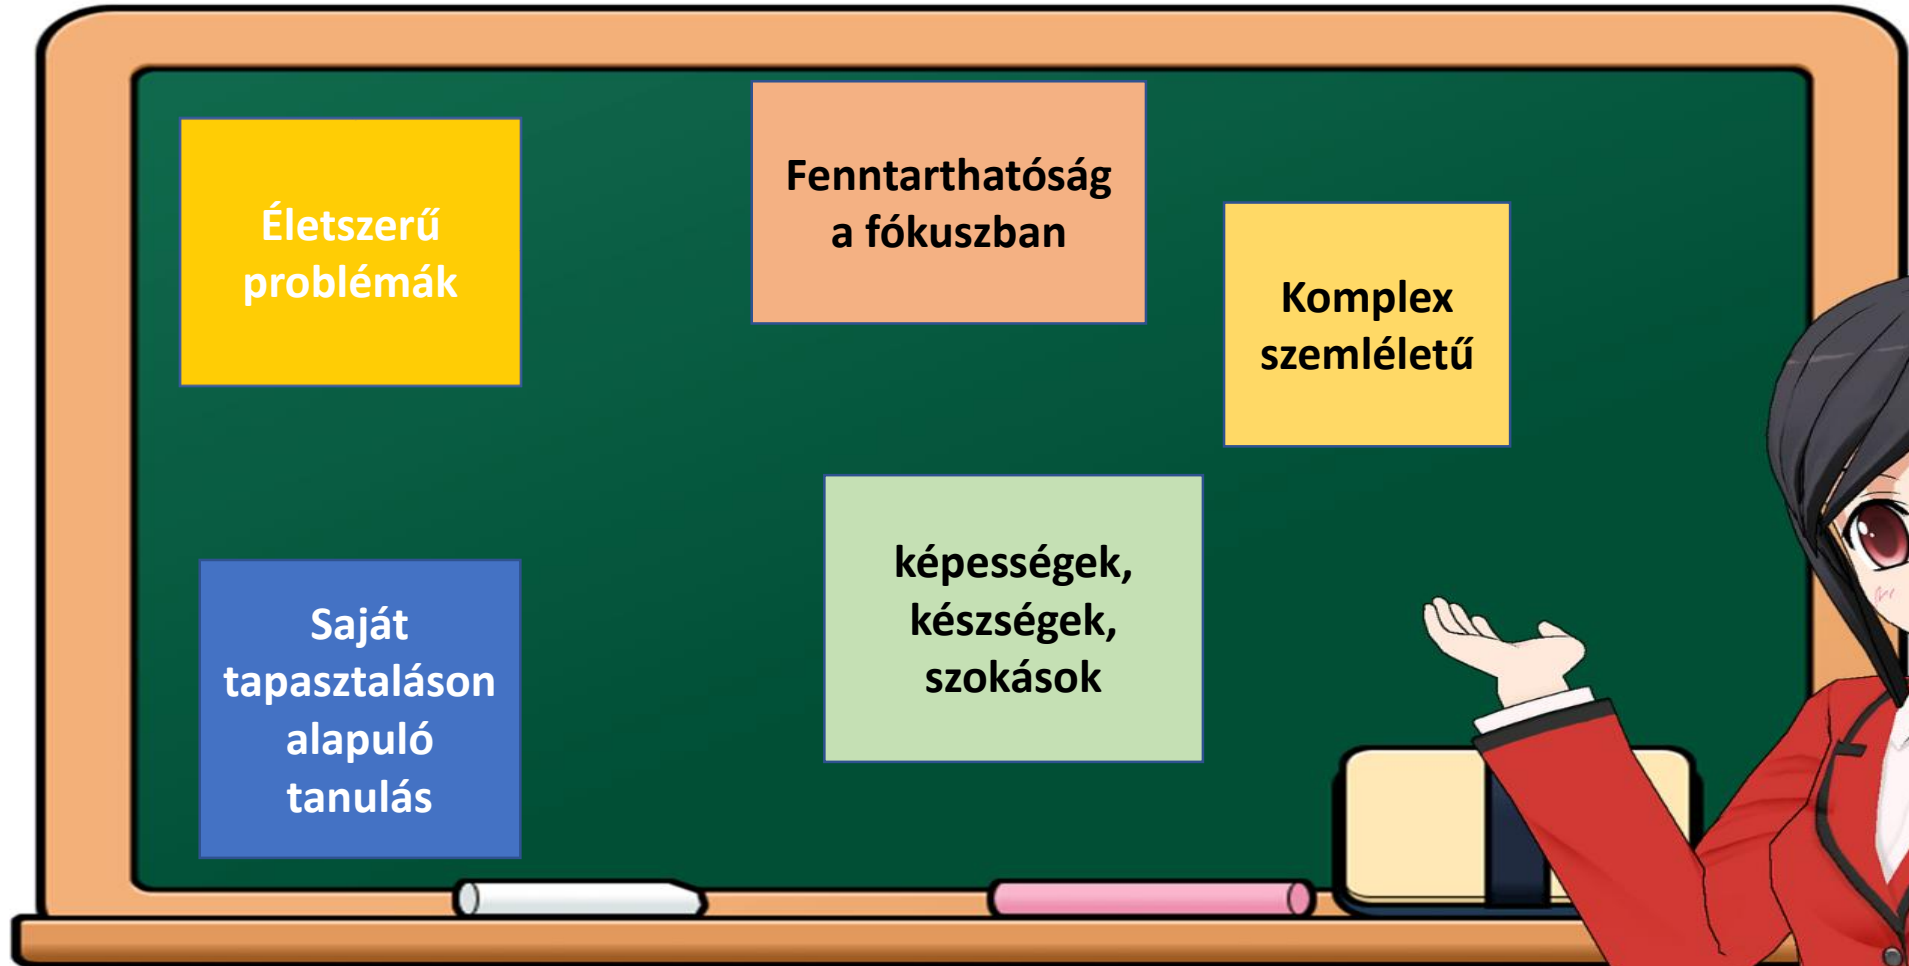 Életszerű
problémák
Fenntarthatóság
a fókuszban
Komplex
szemléletű
Saját
tapasztaláson
alapuló
tanulás
képességek,
készségek,
szokások